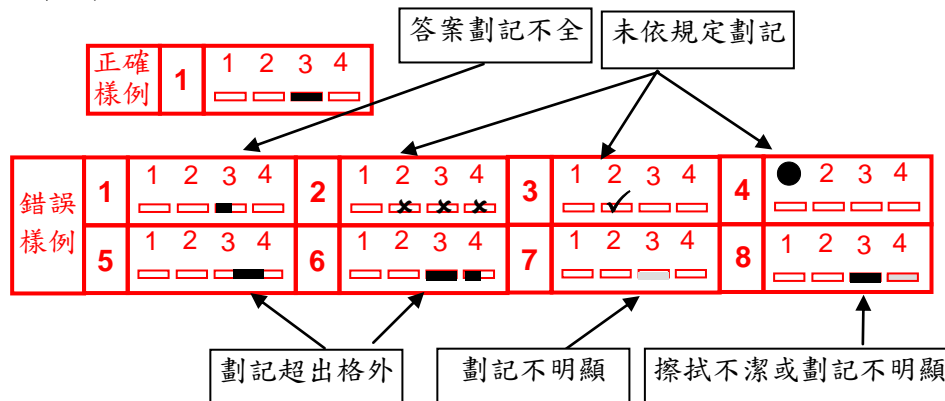 答案劃記不全
未依規定劃記
正確
樣例
1
1 2 3 4
錯誤
樣例
1
1 2 3 4
2
1 2 3 4
3
1 2 3 4
4
2 3 4
5
1 2 3 4
6
1 2 3 4
7
1 2 3 4
8
1 2 3 4
劃記超出格外
劃記不明顯
擦拭不潔或劃記不明顯